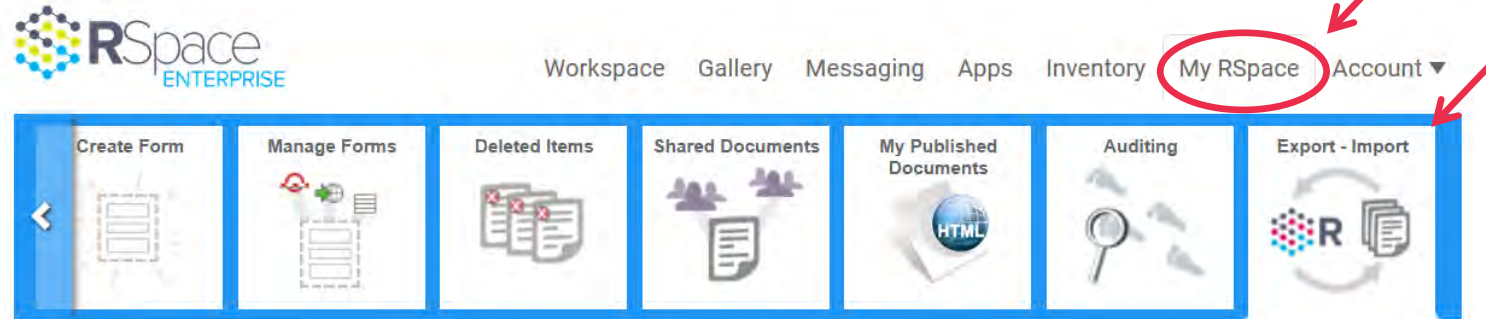 RSpace
ENTERPRISE
Workspace Gallery Messaging Apps Inventory My RSpace Account ▼
Create Form
Manage Forms
Deleted Items
Shared Documents
My Published
Documents
Auditing
Export - Import
HTML
R